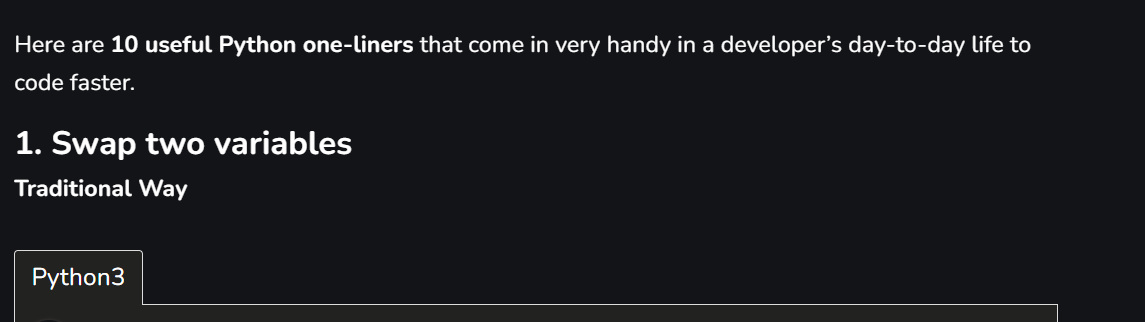 Here are 10 useful Python one-liners that come in very handy in a developer’s day-to-day life to
code faster.
1. Swap two variables
Traditional Way
Python3